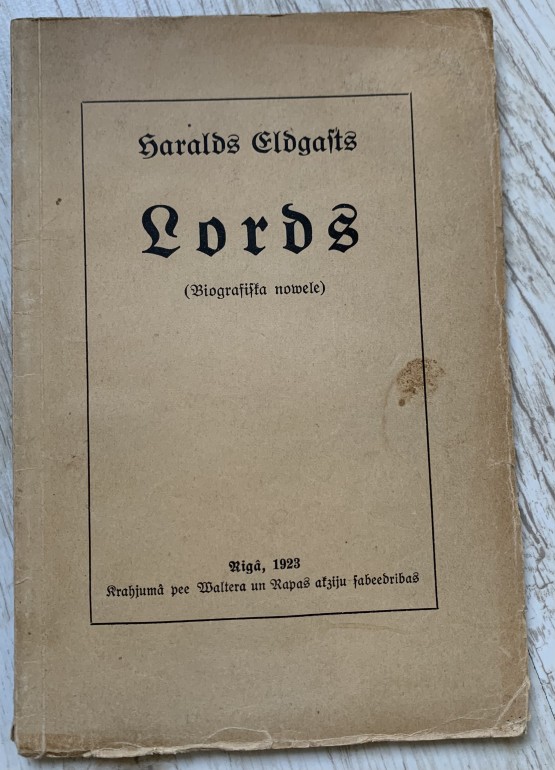 Haralds Eldgaſts
Lords
(Biografiſka nowele)
Rigâ, 1923
Krahjumâ pee Waltera un Rapas akziju ſabeedribas